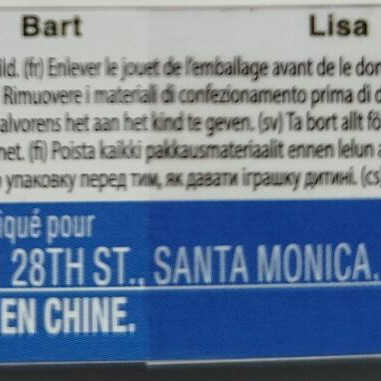 Bart Lisa
ild. (fr) Enlever le jouet de l'emballage avant de le don
Rimuovere i materiali di confezionamento prima di d
alvorens het aan het kind te geven. (sv) Ta bort allt fö
net. (fi) Poista kaikki pakkausmateriaalit ennen lelun a
упаковку перед тим, як давати іграшку дитині. (cs)
iqué pour
28TH ST., SANTA MONICA.
EN CHINE.